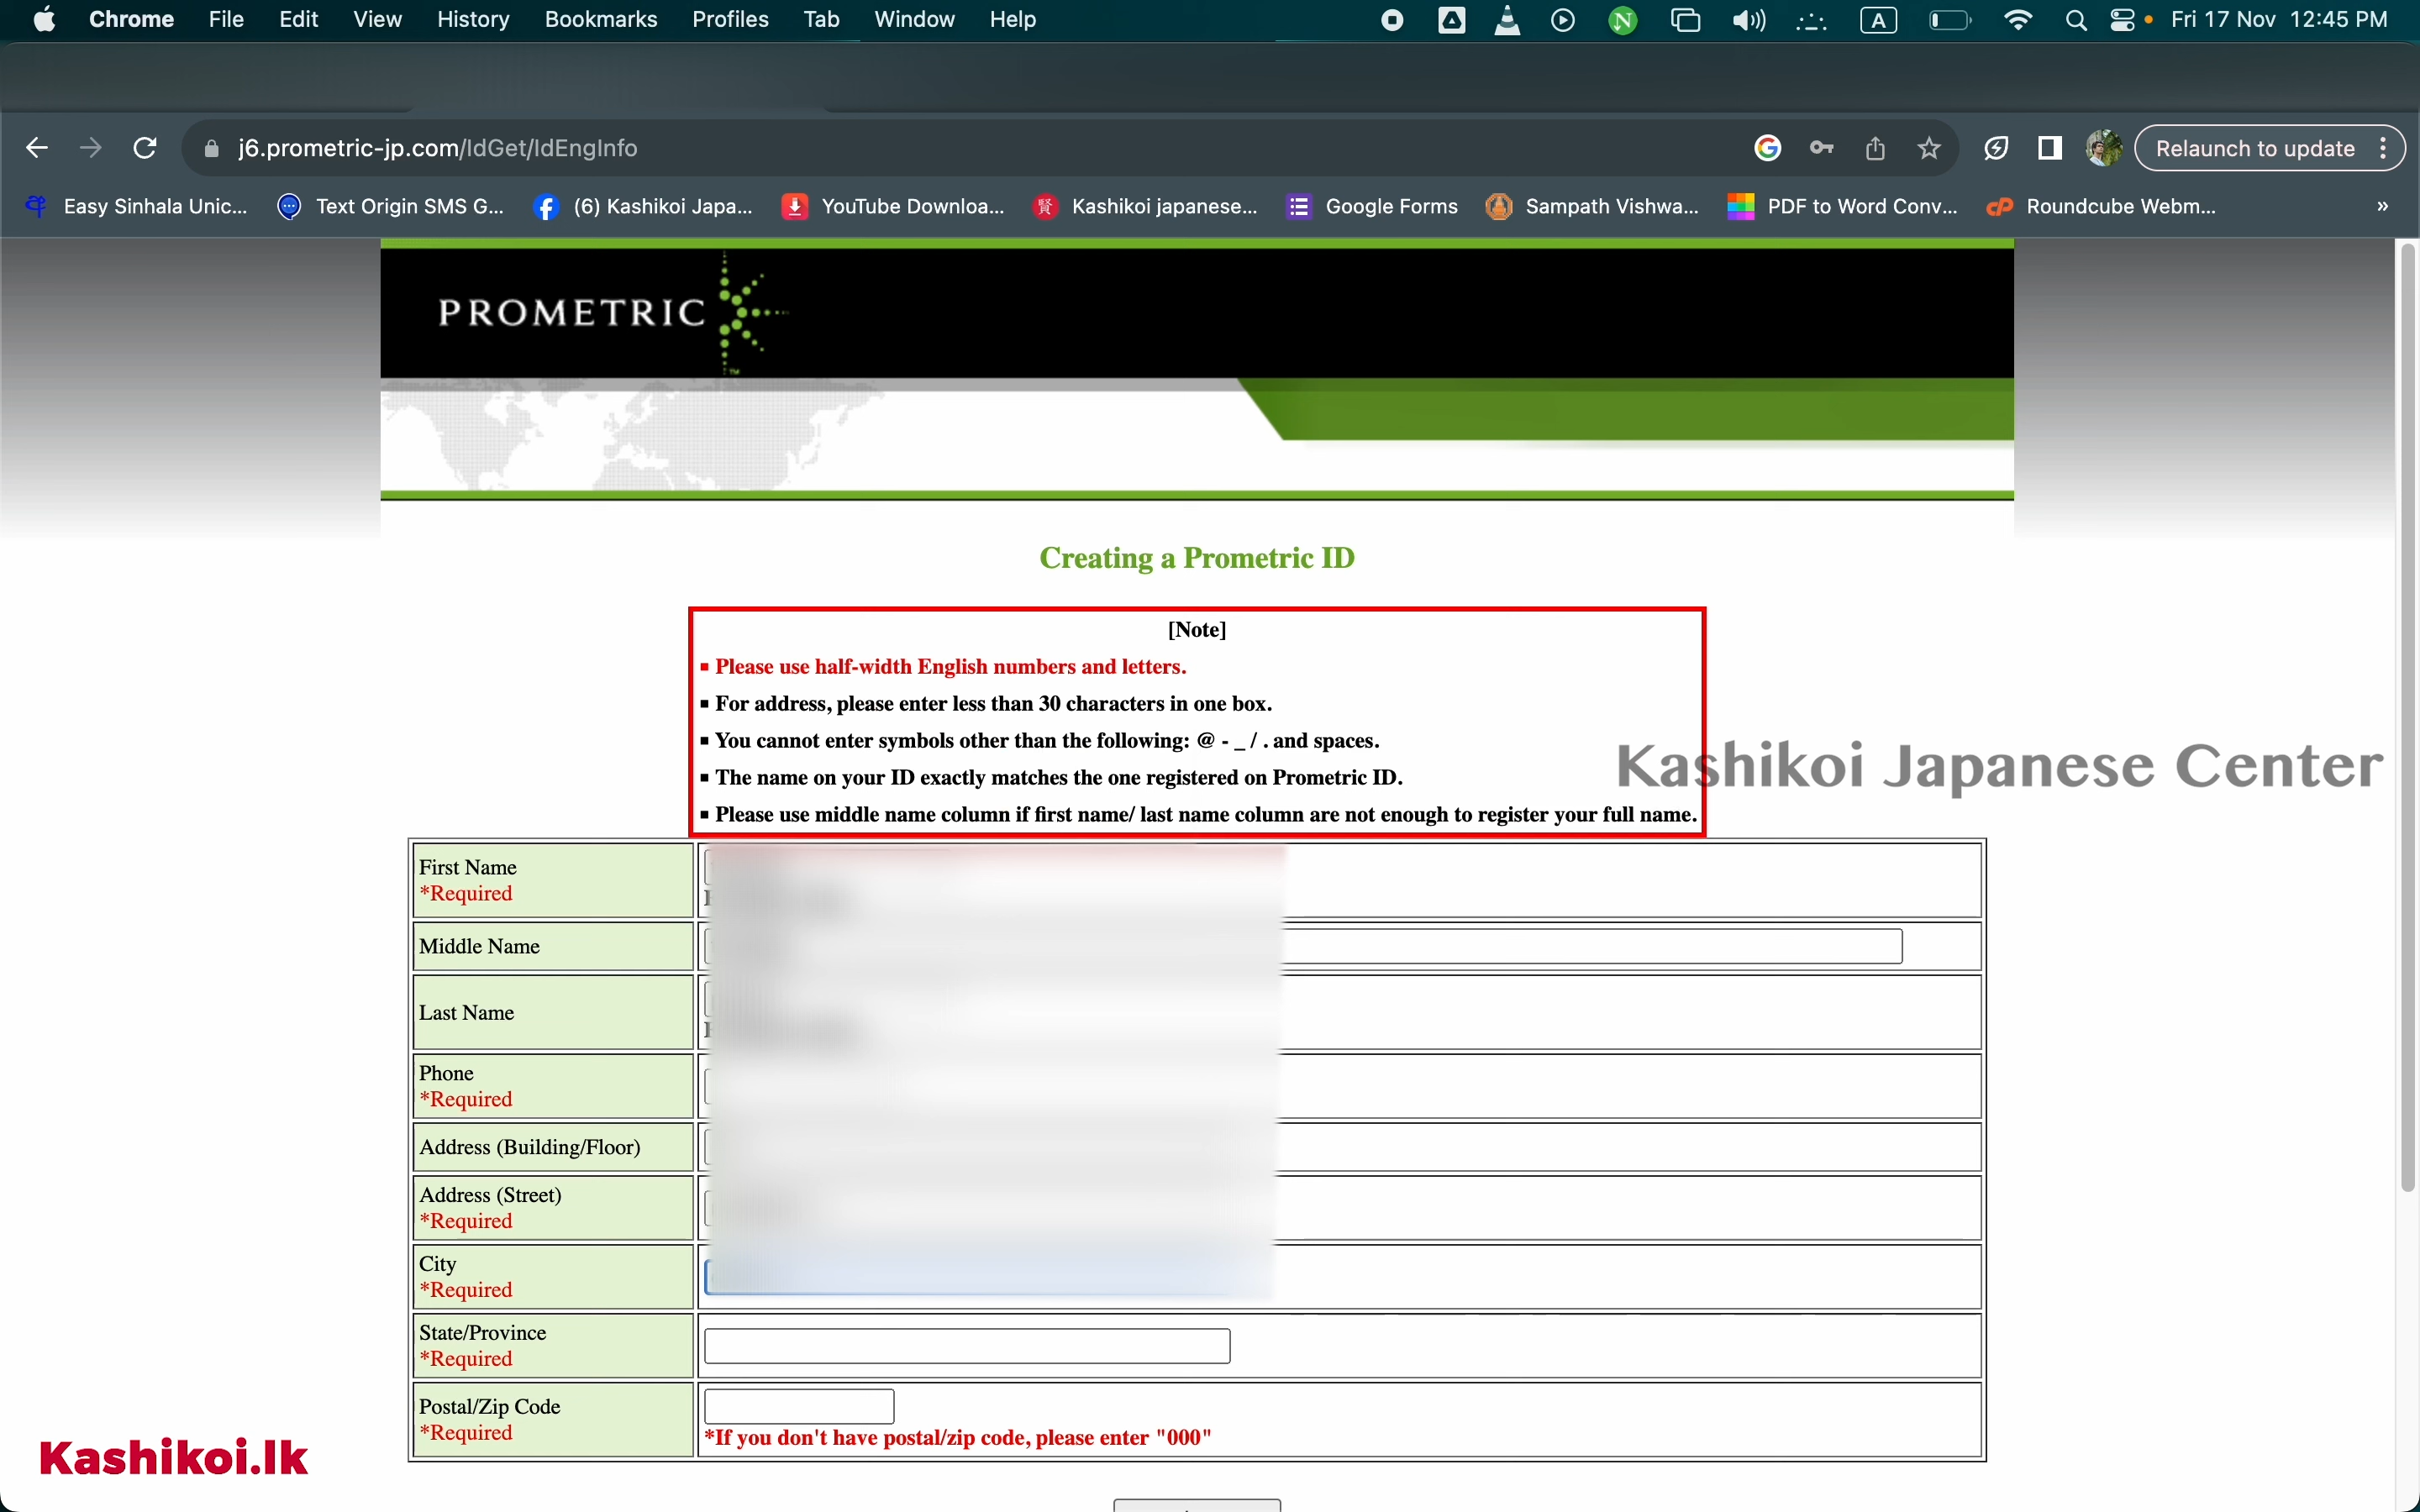 Chrome File Edit View History Bookmarks Profiles Tab Window Help A Fri 17 Nov 12:45 PM
j6.prometric-jp.com/IdGet/IdEngInfo Relaunch to update
Easy Sinhala Unic... Text Origin SMS G... (6) Kashikoi Japa... YouTube Downloa... 賢 Kashikoi japanese... Google Forms Sampath Vishwa... PDF to Word Conv... cP Roundcube Webm... »
PROMETRIC ™
Creating a Prometric ID
[Note]
▪ Please use half-width English numbers and letters.
▪ For address, please enter less than 30 characters in one box.
▪ You cannot enter symbols other than the following: @ - _ / . and spaces.
▪ The name on your ID exactly matches the one registered on Prometric ID.
▪ Please use middle name column if first name/ last name column are not enough to register your full name.
Kashikoi Japanese Center
First Name
*Required
Middle Name
Last Name
Phone
*Required
Address (Building/Floor)
Address (Street)
*Required
City
*Required
State/Province
*Required
Postal/Zip Code
*Required
*If you don't have postal/zip code, please enter "000"
Kashikoi.lk